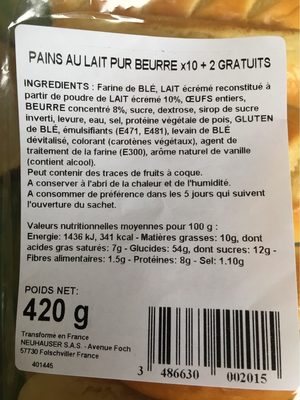 PAINS AU LAIT PUR BEURRE x10 + 2 GRATUITS
INGREDIENTS : Farine de BLÉ, LAIT écrémé reconstitué à
partir de poudre de LAIT écrémé 10%, ŒUFS entiers,
BEURRE concentré 8%, sucre, dextrose, sirop de sucre
inverti, levure, eau, sel, protéine végétale de pois, GLUTEN
de BLÉ, émulsifiants (E471, E481), levain de BLÉ
dévitalisé, colorant (carotènes végétaux), agent de
traitement de la farine (E300), arôme naturel de vanille
(contient alcool).
Peut contenir des traces de fruits à coque.
A conserver à l'abri de la chaleur et de l'humidité.
A consommer de préférence dans les 5 jours qui suivent
l'ouverture du sachet.
Valeurs nutritionnelles moyennes pour 100 g :
Energie: 1436 kJ, 341 kcal - Matières grasses: 10g, dont
acides gras saturés: 7g - Glucides: 54g, dont sucres: 12g -
Fibres alimentaires: 1.5g - Protéines: 8g - Sel: 1.10g
POIDS NET:
420 g
Transformé en France
NEUHAUSER S.A.S. - Avenue Foch
57730 Folschviller France
401445
3 486630 002015